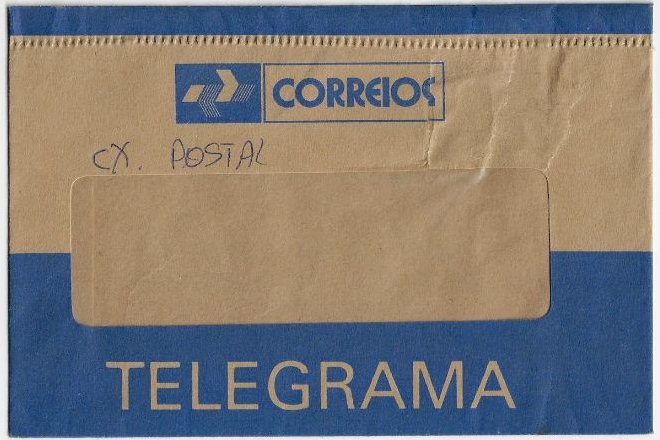 CORREIOS
CX. POSTAL
TELEGRAMA